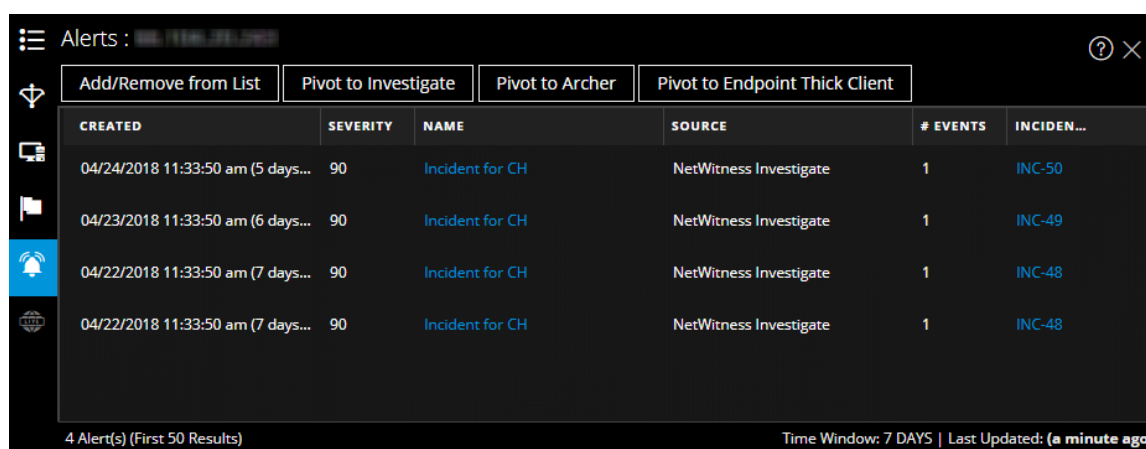 Alerts :
Add/Remove from List Pivot to Investigate Pivot to Archer Pivot to Endpoint Thick Client
CREATED SEVERITY NAME SOURCE # EVENTS INCIDEN...
04/24/2018 11:33:50 am (5 days... 90 Incident for CH NetWitness Investigate 1 INC-50
04/23/2018 11:33:50 am (6 days... 90 Incident for CH NetWitness Investigate 1 INC-49
04/22/2018 11:33:50 am (7 days... 90 Incident for CH NetWitness Investigate 1 INC-48
04/22/2018 11:33:50 am (7 days... 90 Incident for CH NetWitness Investigate 1 INC-48
LIVE
4 Alert(s) (First 50 Results) Time Window: 7 DAYS | Last Updated: (a minute ago